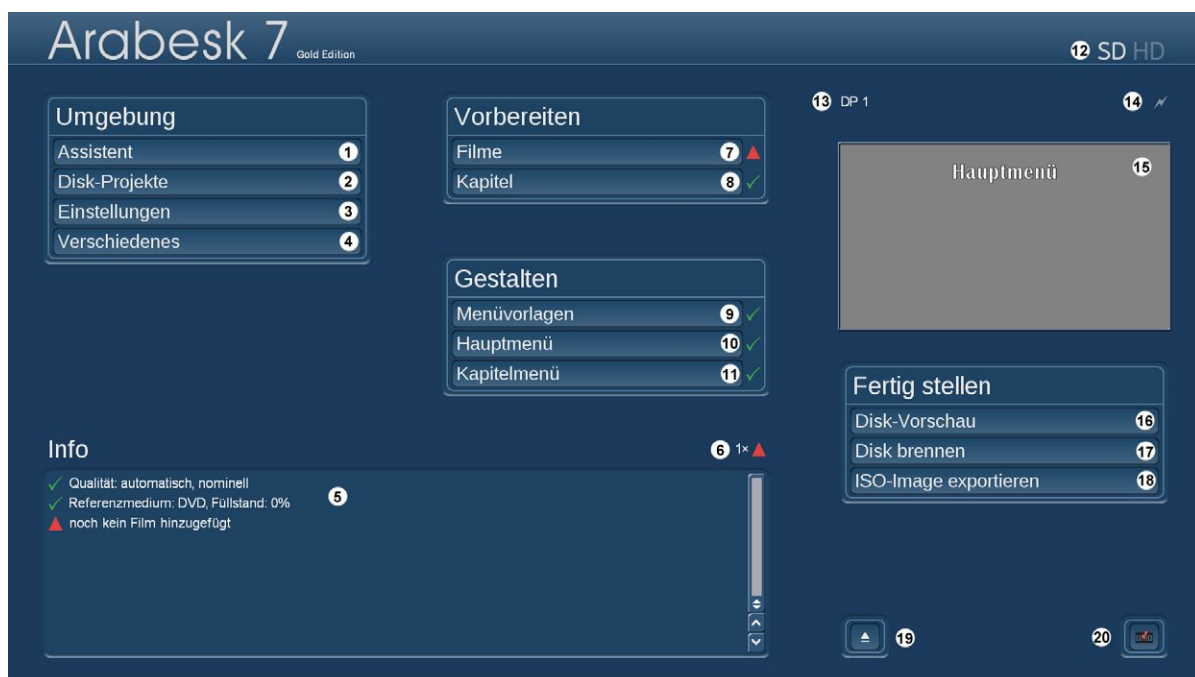 Arabesk 7 Gold Edition
12 SD HD
Umgebung
Assistent 1
Disk-Projekte 2
Einstellungen 3
Verschiedenes 4
Vorbereiten
Filme 7
Kapitel 8
Gestalten
Menüvorlagen 9
Hauptmenü 10
Kapitelmenü 11
13 DP 1
14
Hauptmenü 15
Fertig stellen
Disk-Vorschau 16
Disk brennen 17
ISO-Image exportieren 18
Info
6 1×
Qualität: automatisch, nominell
Referenzmedium: DVD, Füllstand: 0%
5
noch kein Film hinzugefügt
19
20